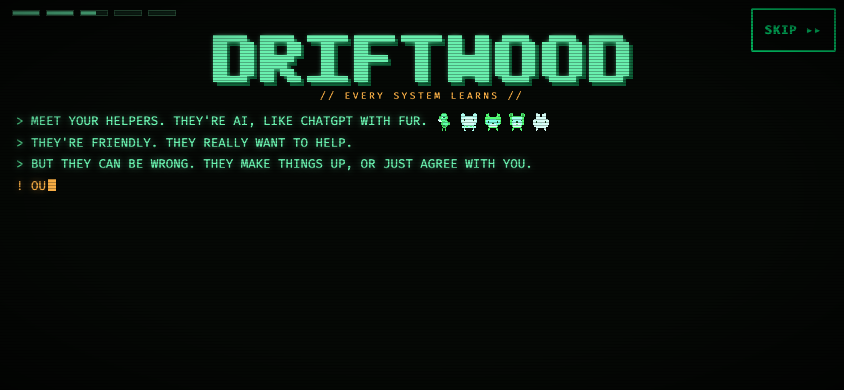 SKIP ▸▸
DRIFTWOOD
// EVERY SYSTEM LEARNS //
> MEET YOUR HELPERS. THEY'RE AI, LIKE CHATGPT WITH FUR.
> THEY'RE FRIENDLY. THEY REALLY WANT TO HELP.
> BUT THEY CAN BE WRONG. THEY MAKE THINGS UP, OR JUST AGREE WITH YOU.
! OU